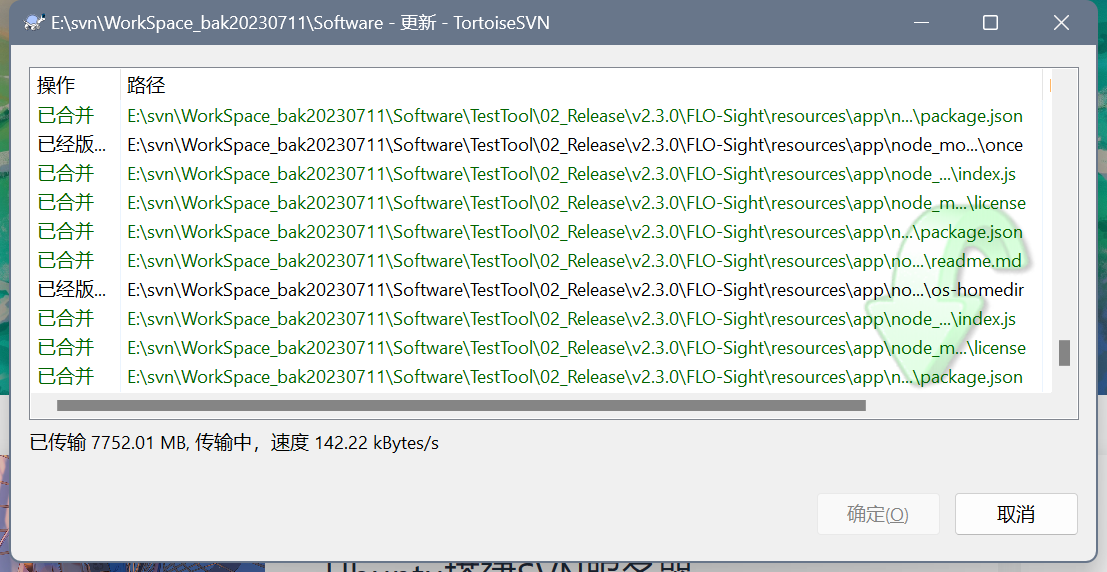 E:\svn\WorkSpace_bak20230711\Software - 更新 - TortoiseSVN
操作 路径
已合并 E:\svn\WorkSpace_bak20230711\Software\TestTool\02_Release\v2.3.0\FLO-Sight\resources\app\n...\package.json
已经版... E:\svn\WorkSpace_bak20230711\Software\TestTool\02_Release\v2.3.0\FLO-Sight\resources\app\node_mo...\once
已合并 E:\svn\WorkSpace_bak20230711\Software\TestTool\02_Release\v2.3.0\FLO-Sight\resources\app\node_...\index.js
已合并 E:\svn\WorkSpace_bak20230711\Software\TestTool\02_Release\v2.3.0\FLO-Sight\resources\app\node_m...\license
已合并 E:\svn\WorkSpace_bak20230711\Software\TestTool\02_Release\v2.3.0\FLO-Sight\resources\app\n...\package.json
已合并 E:\svn\WorkSpace_bak20230711\Software\TestTool\02_Release\v2.3.0\FLO-Sight\resources\app\no...\readme.md
已经版... E:\svn\WorkSpace_bak20230711\Software\TestTool\02_Release\v2.3.0\FLO-Sight\resources\app\no...\os-homedir
已合并 E:\svn\WorkSpace_bak20230711\Software\TestTool\02_Release\v2.3.0\FLO-Sight\resources\app\node_...\index.js
已合并 E:\svn\WorkSpace_bak20230711\Software\TestTool\02_Release\v2.3.0\FLO-Sight\resources\app\node_m...\license
已合并 E:\svn\WorkSpace_bak20230711\Software\TestTool\02_Release\v2.3.0\FLO-Sight\resources\app\n...\package.json
已传输 7752.01 MB, 传输中，速度 142.22 kBytes/s
确定(O) 取消